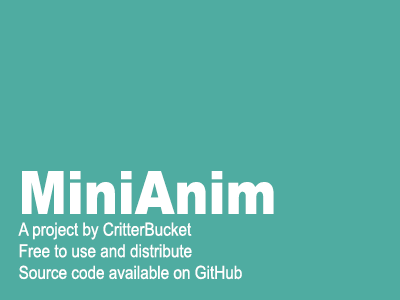 MiniAnim
A project by CritterBucket
Free to use and distribute
Source code available on GitHub